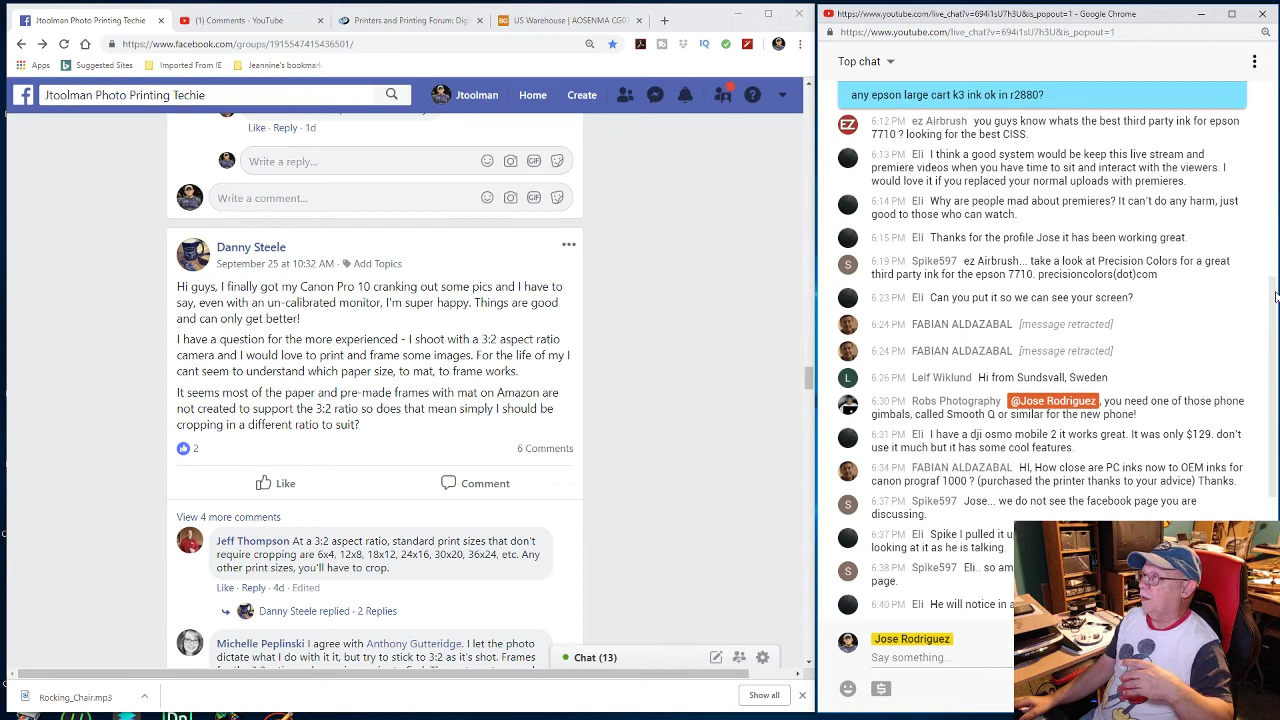 Jtoolman Photo Printing Techie
(1) Comments - YouTube
Printers and Printing Forum: Dig
US Warehouse | AOSENMA CG03
https://www.facebook.com/groups/1915547415436501/
Apps
Suggested Sites
Imported From IE
Jeannine's bookmark
Jtoolman Photo Printing Techie
Jtoolman
Home
Create
Like · Reply · 1d
Write a reply...
Write a comment...
Danny Steele
September 25 at 10:32 AM · Add Topics
Hi guys, I finally got my Canon Pro 10 cranking out some pics and I have to
say, even with an un-calibrated monitor, I'm super happy. Things are good
and can only get better!
I have a question for the more experienced - I shoot with a 3:2 aspect ratio
camera and I would love to print and frame some images. For the life of my I
cant seem to understand which paper size, to mat, to frame works.
It seems most of the paper and pre-made frames with mat on Amazon are
not created to support the 3:2 ratio - does that mean simply I should be
cropping in a different ratio to suit?
2
6 Comments
Like
Comment
View 4 more comments
Jeff Thompson At a 3:2 aspect ratio, standard print sizes that don't
require cropping are 6x4, 12x8, 18x12, 24x16, 30x20, 36x24, etc. Any
other print sizes, you'll have to crop.
Like · Reply · 4d · Edited
Danny Steele replied · 2 Replies
Michelle Peplinski I agree with Anthony Gutteridge. I let the photo
dictate what I do with it, but try to stick to 3:2 as it's shot. Frames
Chat (13)
Rocking_Chair.mp3
Show all
https://www.youtube.com/live_chat?v=694i1sU7h3U&is_popout=1 - Google Chrome
https://www.youtube.com/live_chat?v=694i1sU7h3U&is_popout=1
Top chat
any epson large cart k3 ink ok in r2880?
EZ
6:12 PM ez Airbrush you guys know whats the best third party ink for epson
7710 ? looking for the best CISS.
6:13 PM Eli I think a good system would be keep this live stream and
premiere videos when you have time to sit and interact with the viewers. I
would love it if you replaced your normal uploads with premieres.
6:14 PM Eli Why are people mad about premieres? It can't do any harm, just
good to those who can watch.
6:15 PM Eli Thanks for the profile Jose it has been working great.
S
6:19 PM Spike597 ez Airbrush... take a look at Precision Colors for a great
third party ink for the epson 7710. precisioncolors(dot)com
6:23 PM Eli Can you put it so we can see your screen?
6:24 PM FABIAN ALDAZABAL [message retracted]
6:24 PM FABIAN ALDAZABAL [message retracted]
L
6:26 PM Leif Wiklund Hi from Sundsvall, Sweden
6:30 PM Robs Photography @Jose Rodriguez, you need one of those phone
gimbals, called Smooth Q or similar for the new phone!
6:31 PM Eli I have a dji osmo mobile 2 it works great. It was only $129. don't
use it much but it has some cool features.
6:34 PM FABIAN ALDAZABAL HI, How close are PC inks now to OEM inks for
canon prograf 1000 ? (purchased the printer thanks to your advice) Thanks.
S
6:37 PM Spike597 Jose... we do not see the facebook page you are
discussing.
6:37 PM Eli Spike I pulled it u
looking at it as he is talking.
S
6:38 PM Spike597 Eli.. so am
page.
6:40 PM Eli He will notice in a
Jose Rodriguez
Say something...